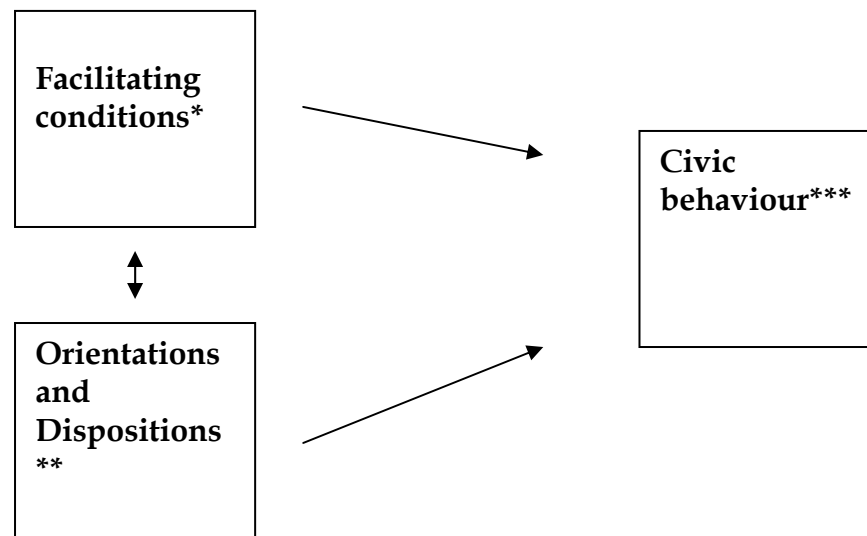 Facilitating
conditions*
Civic
behaviour***
Orientations
and
Dispositions
**